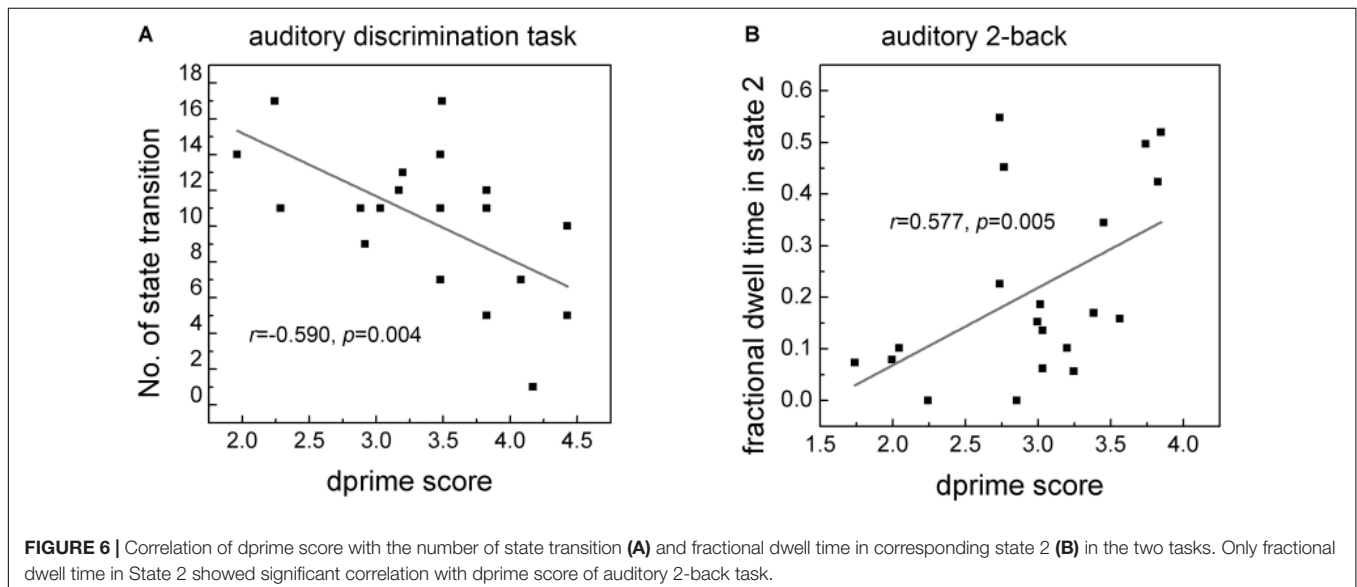 A auditory discrimination task
No. of state transition
18
16
14
12
10
8
6
4
2
0
r=-0.590, p=0.004
2.0 2.5 3.0 3.5 4.0 4.5
dprime score
B auditory 2-back
fractional dwell time in state 2
0.6
0.5
0.4
0.3
0.2
0.1
0.0
r=0.577, p=0.005
1.5 2.0 2.5 3.0 3.5 4.0
dprime score
FIGURE 6 | Correlation of dprime score with the number of state transition (A) and fractional dwell time in corresponding state 2 (B) in the two tasks. Only fractional
dwell time in State 2 showed significant correlation with dprime score of auditory 2-back task.